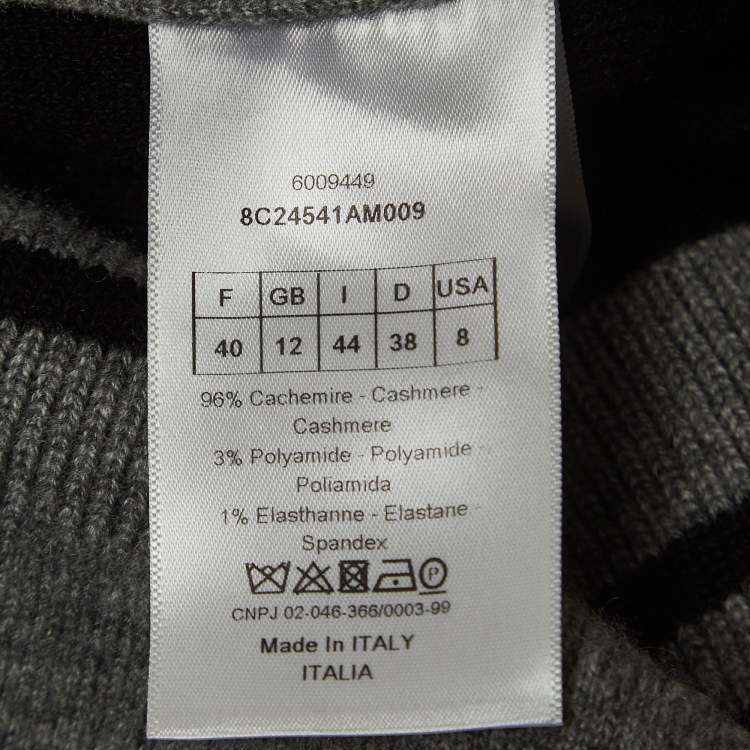 6009449
8C24541AM009
F GB I D USA
40 12 44 38 8
96% Cachemire - Cashmere -
Cashmere
3% Polyamide - Polyamide -
Poliamida
1% Elasthanne - Elastane
Spandex
P
CNPJ 02-046-366/0003-99
Made In ITALY
ITALIA